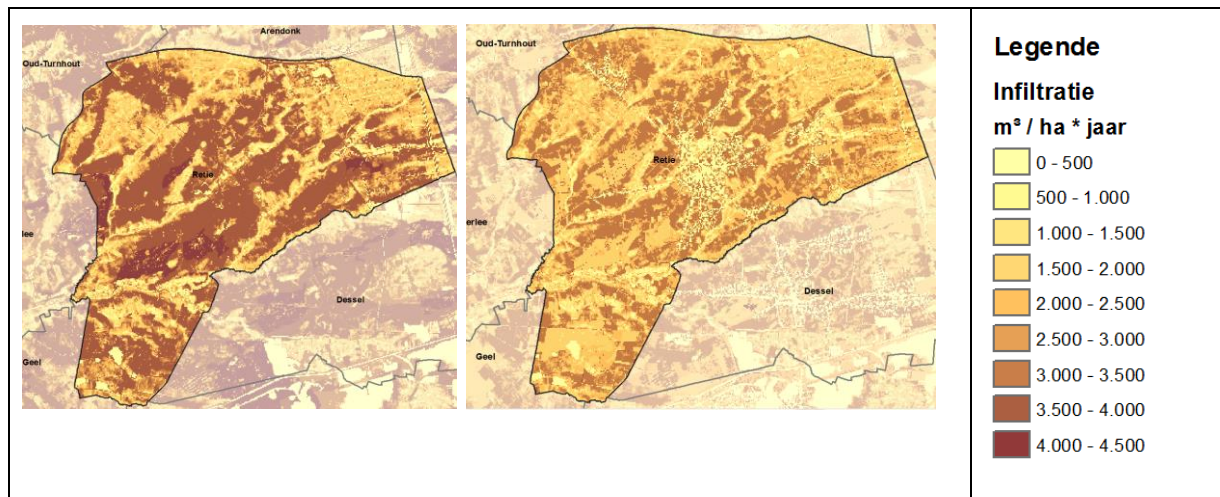 Arendonk
Oud-Turnhout
Retie
lee
Dessel
Geel
Oud-Turnhout
Retie
erlee
Dessel
Geel
Legende
Infiltratie
m³ / ha * jaar
0 - 500
500 - 1.000
1.000 - 1.500
1.500 - 2.000
2.000 - 2.500
2.500 - 3.000
3.000 - 3.500
3.500 - 4.000
4.000 - 4.500